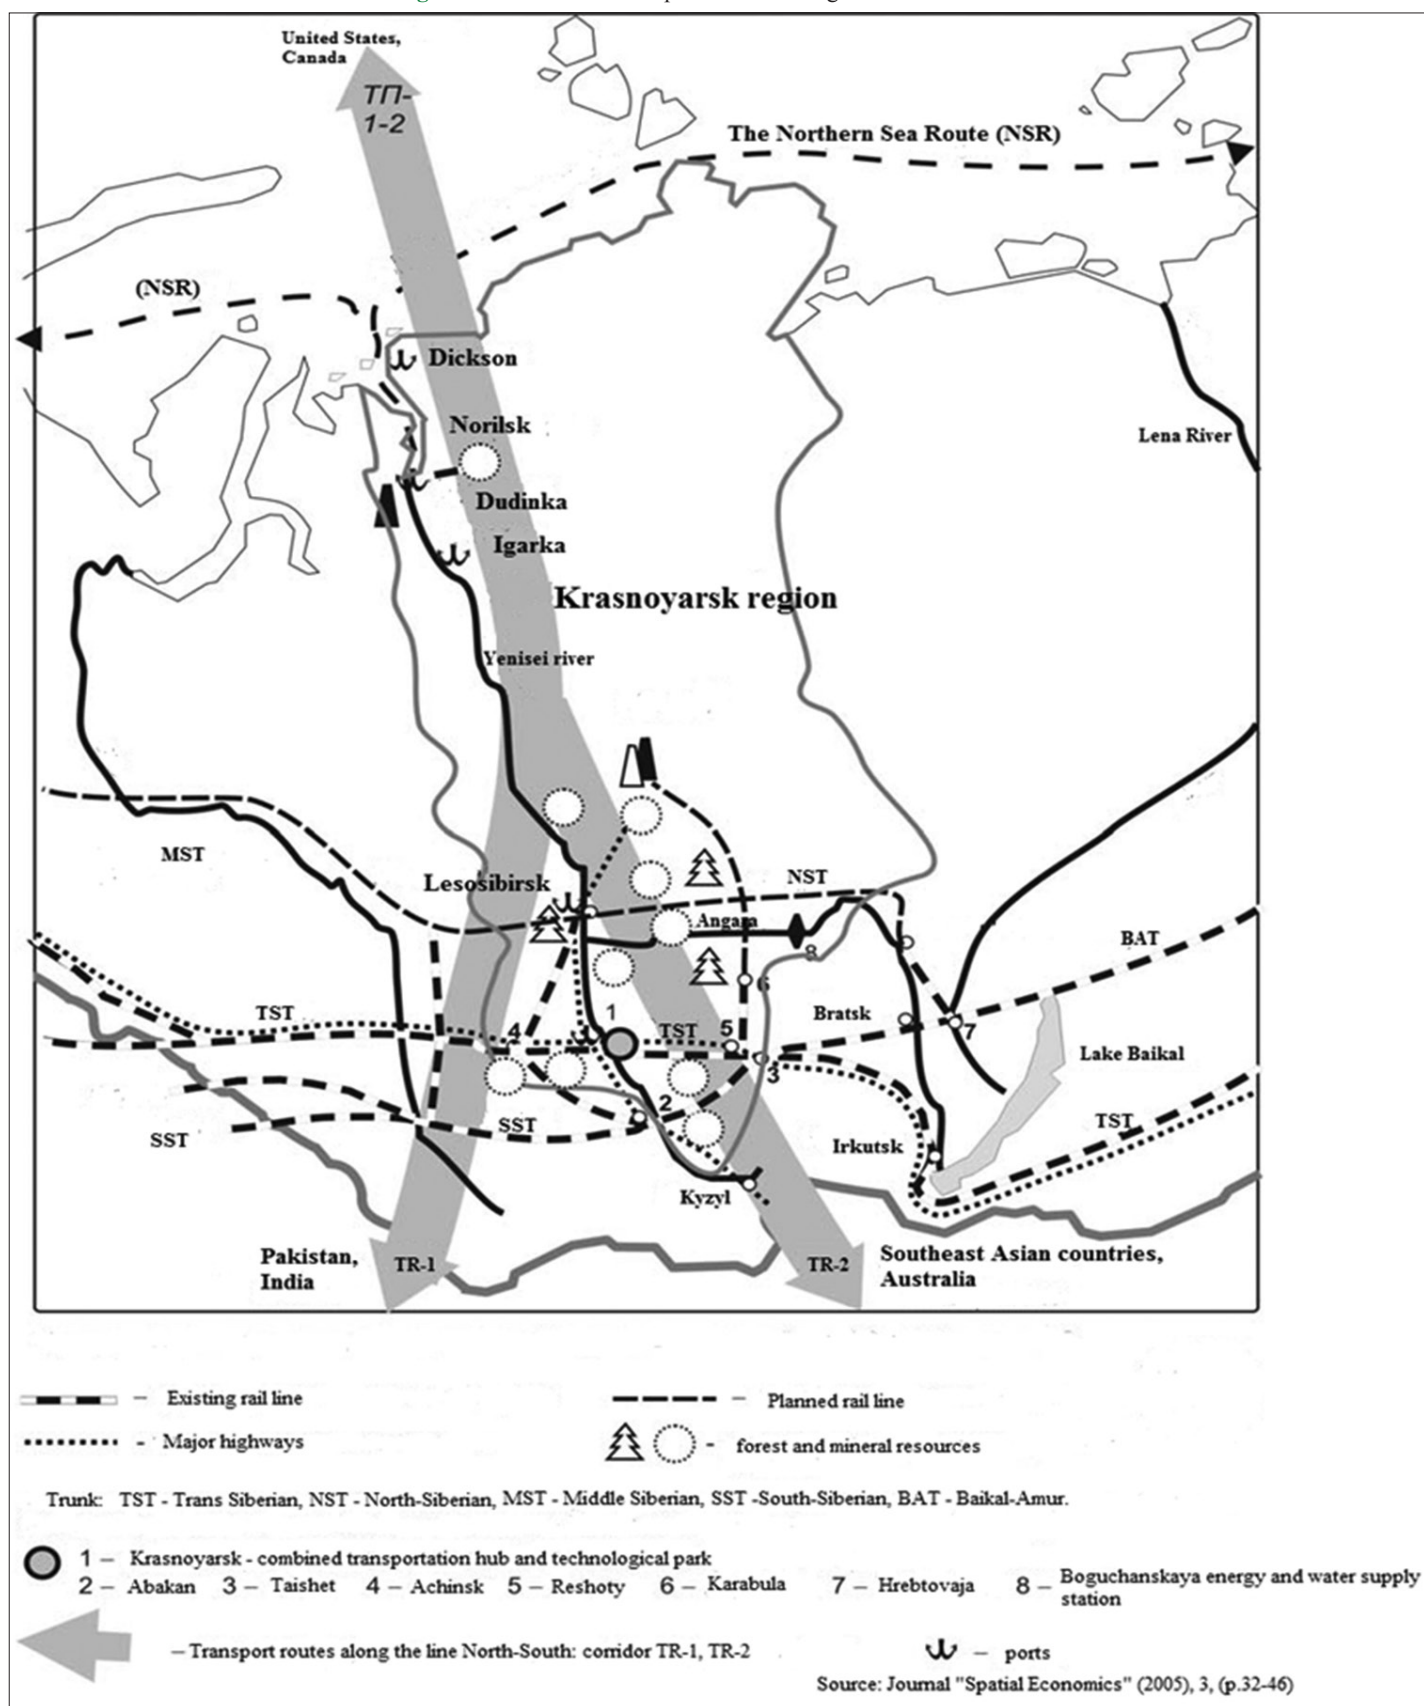 United States,
Canada
ТП-
1-2
The Northern Sea Route (NSR)
(NSR)
Dickson
Norilsk
Lena River
Dudinka
Igarka
Krasnoyarsk region
Yenisei river
MST
Lesosibirsk
NST
Angara
BAT
8
6
TST
1
TST
5
Bratsk
4
7
Lake Baikal
3
2
SST
SST
TST
Irkutsk
Kyzyl
Pakistan,
India
TR-1
TR-2
Southeast Asian countries,
Australia
– Existing rail line
– Planned rail line
- Major highways
- forest and mineral resources
Trunk: TST - Trans Siberian, NST - North-Siberian, MST - Middle Siberian, SST -South-Siberian, BAT - Baikal-Amur.
1 – Krasnoyarsk - combined transportation hub and technological park
2 – Abakan 3 – Taishet 4 – Achinsk 5 – Reshoty 6 – Karabula 7 – Hrebtovaja 8 – Boguchanskaya energy and water supply
station
– Transport routes along the line North-South: corridor TR-1, TR-2
– ports
Source: Journal "Spatial Economics" (2005), 3, (p.32-46)